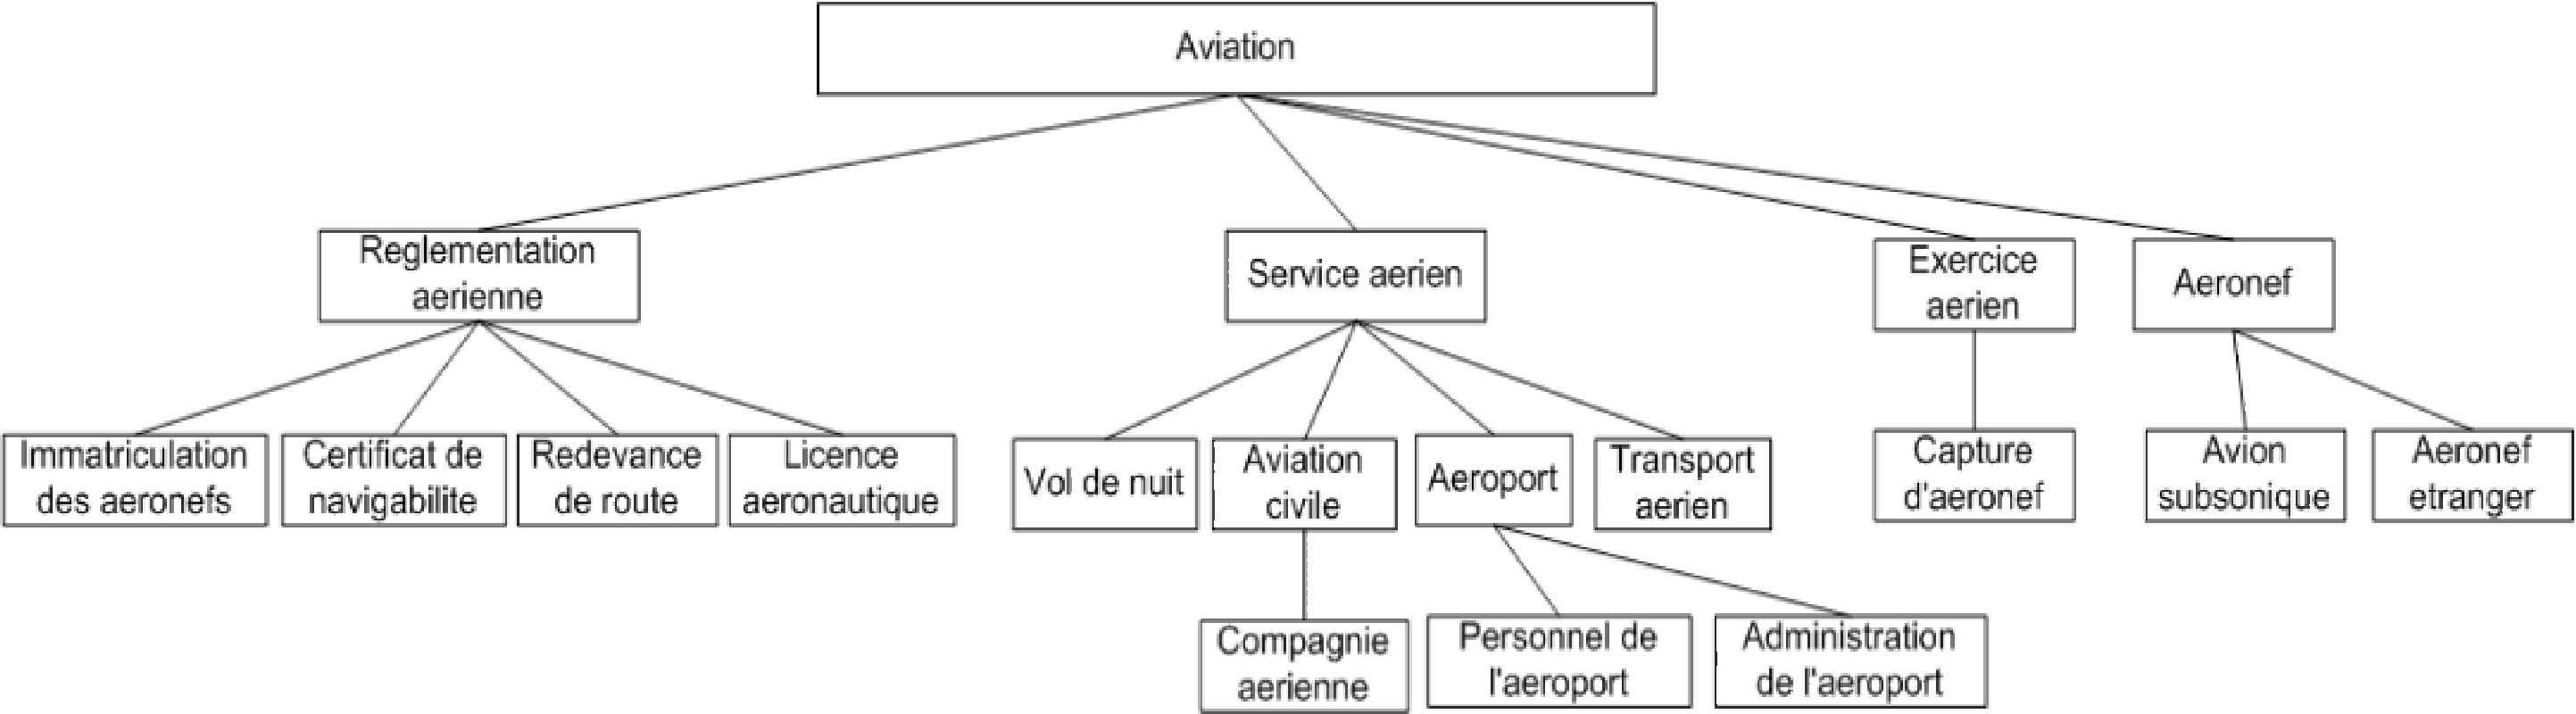 Aviation
Reglementation
aerienne
Service aerien
Exercice
aerien
Aeronef
Immatriculation
des aeronefs
Certificat de
navigabilite
Redevance
de route
Licence
aeronautique
Vol de nuit
Aviation
civile
Aeroport
Transport
aerien
Capture
d'aeronef
Avion
subsonique
Aeronef
etranger
Compagnie
aerienne
Personnel de
l'aeroport
Administration
de l'aeroport